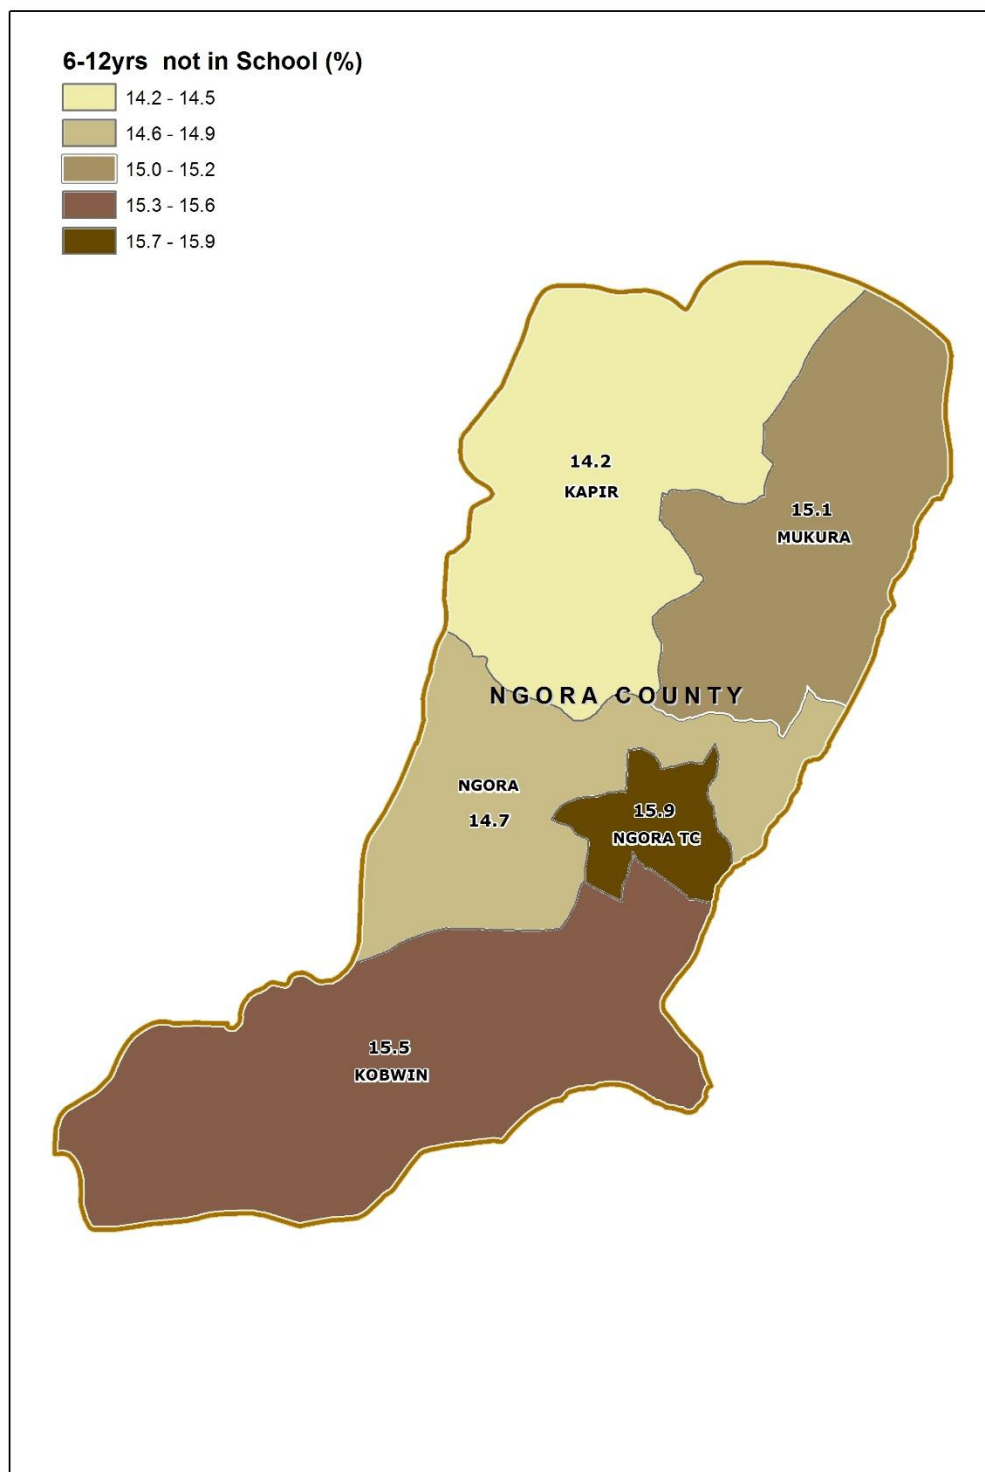 6-12yrs not in School (%)
14.2 - 14.5
14.6 - 14.9
15.0 - 15.2
15.3 - 15.6
15.7 - 15.9
14.2
KAPIR
15.1
MUKURA
NGORA COUNTY
NGORA
14.7
15.9
NGORA TC
15.5
KOBWIN